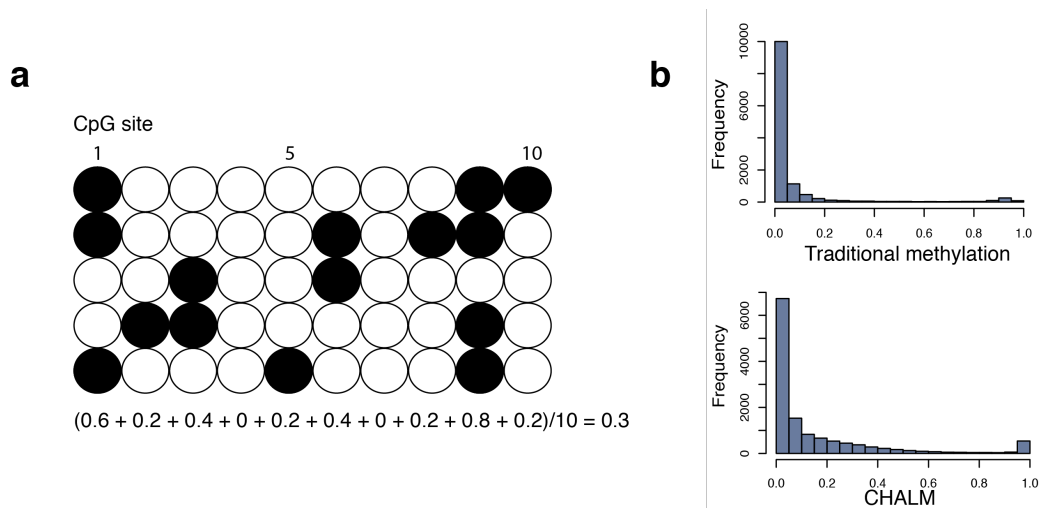 a
CpG site
1 5 10
(0.6 + 0.2 + 0.4 + 0 + 0.2 + 0.4 + 0 + 0.2 + 0.8 + 0.2)/10 = 0.3
b
Frequency
0 2000 6000 10000
0.0 0.2 0.4 0.6 0.8 1.0
Traditional methylation
Frequency
0 2000 4000 6000
0.0 0.2 0.4 0.6 0.8 1.0
CHALM